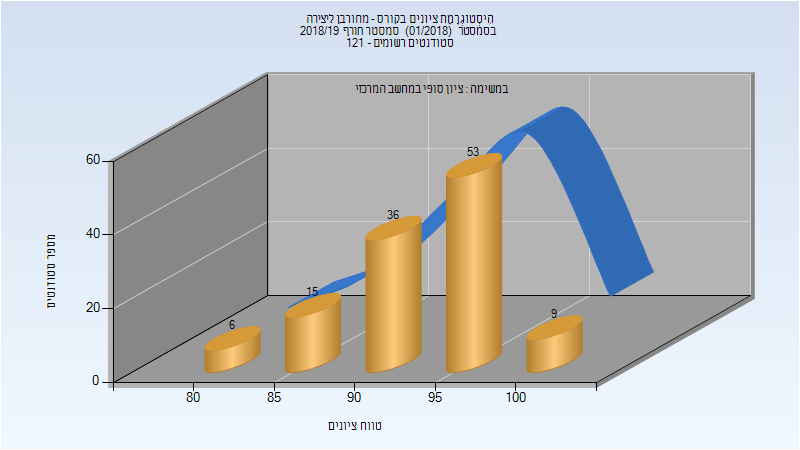 היסטוגרמת ציונים בקורס - מחורבן ליצירה
בסמסטר (01/2018) סמסטר חורף 2018/19
סטודנטים רשומים - 121
במשימה : ציון סופי במחשב המרכזי
53
36
15
6
9
60
40
20
0
80
85
90
95
100
מספר סטודנטים
טווח ציונים